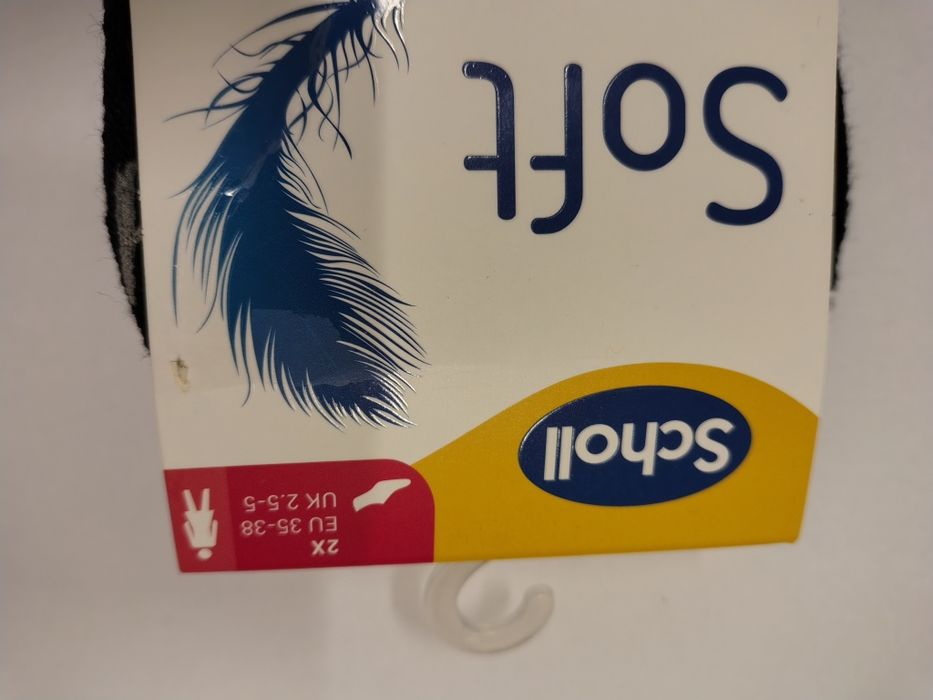 Scholl
2X
EU 35-38
UK 2.5-5
Soft